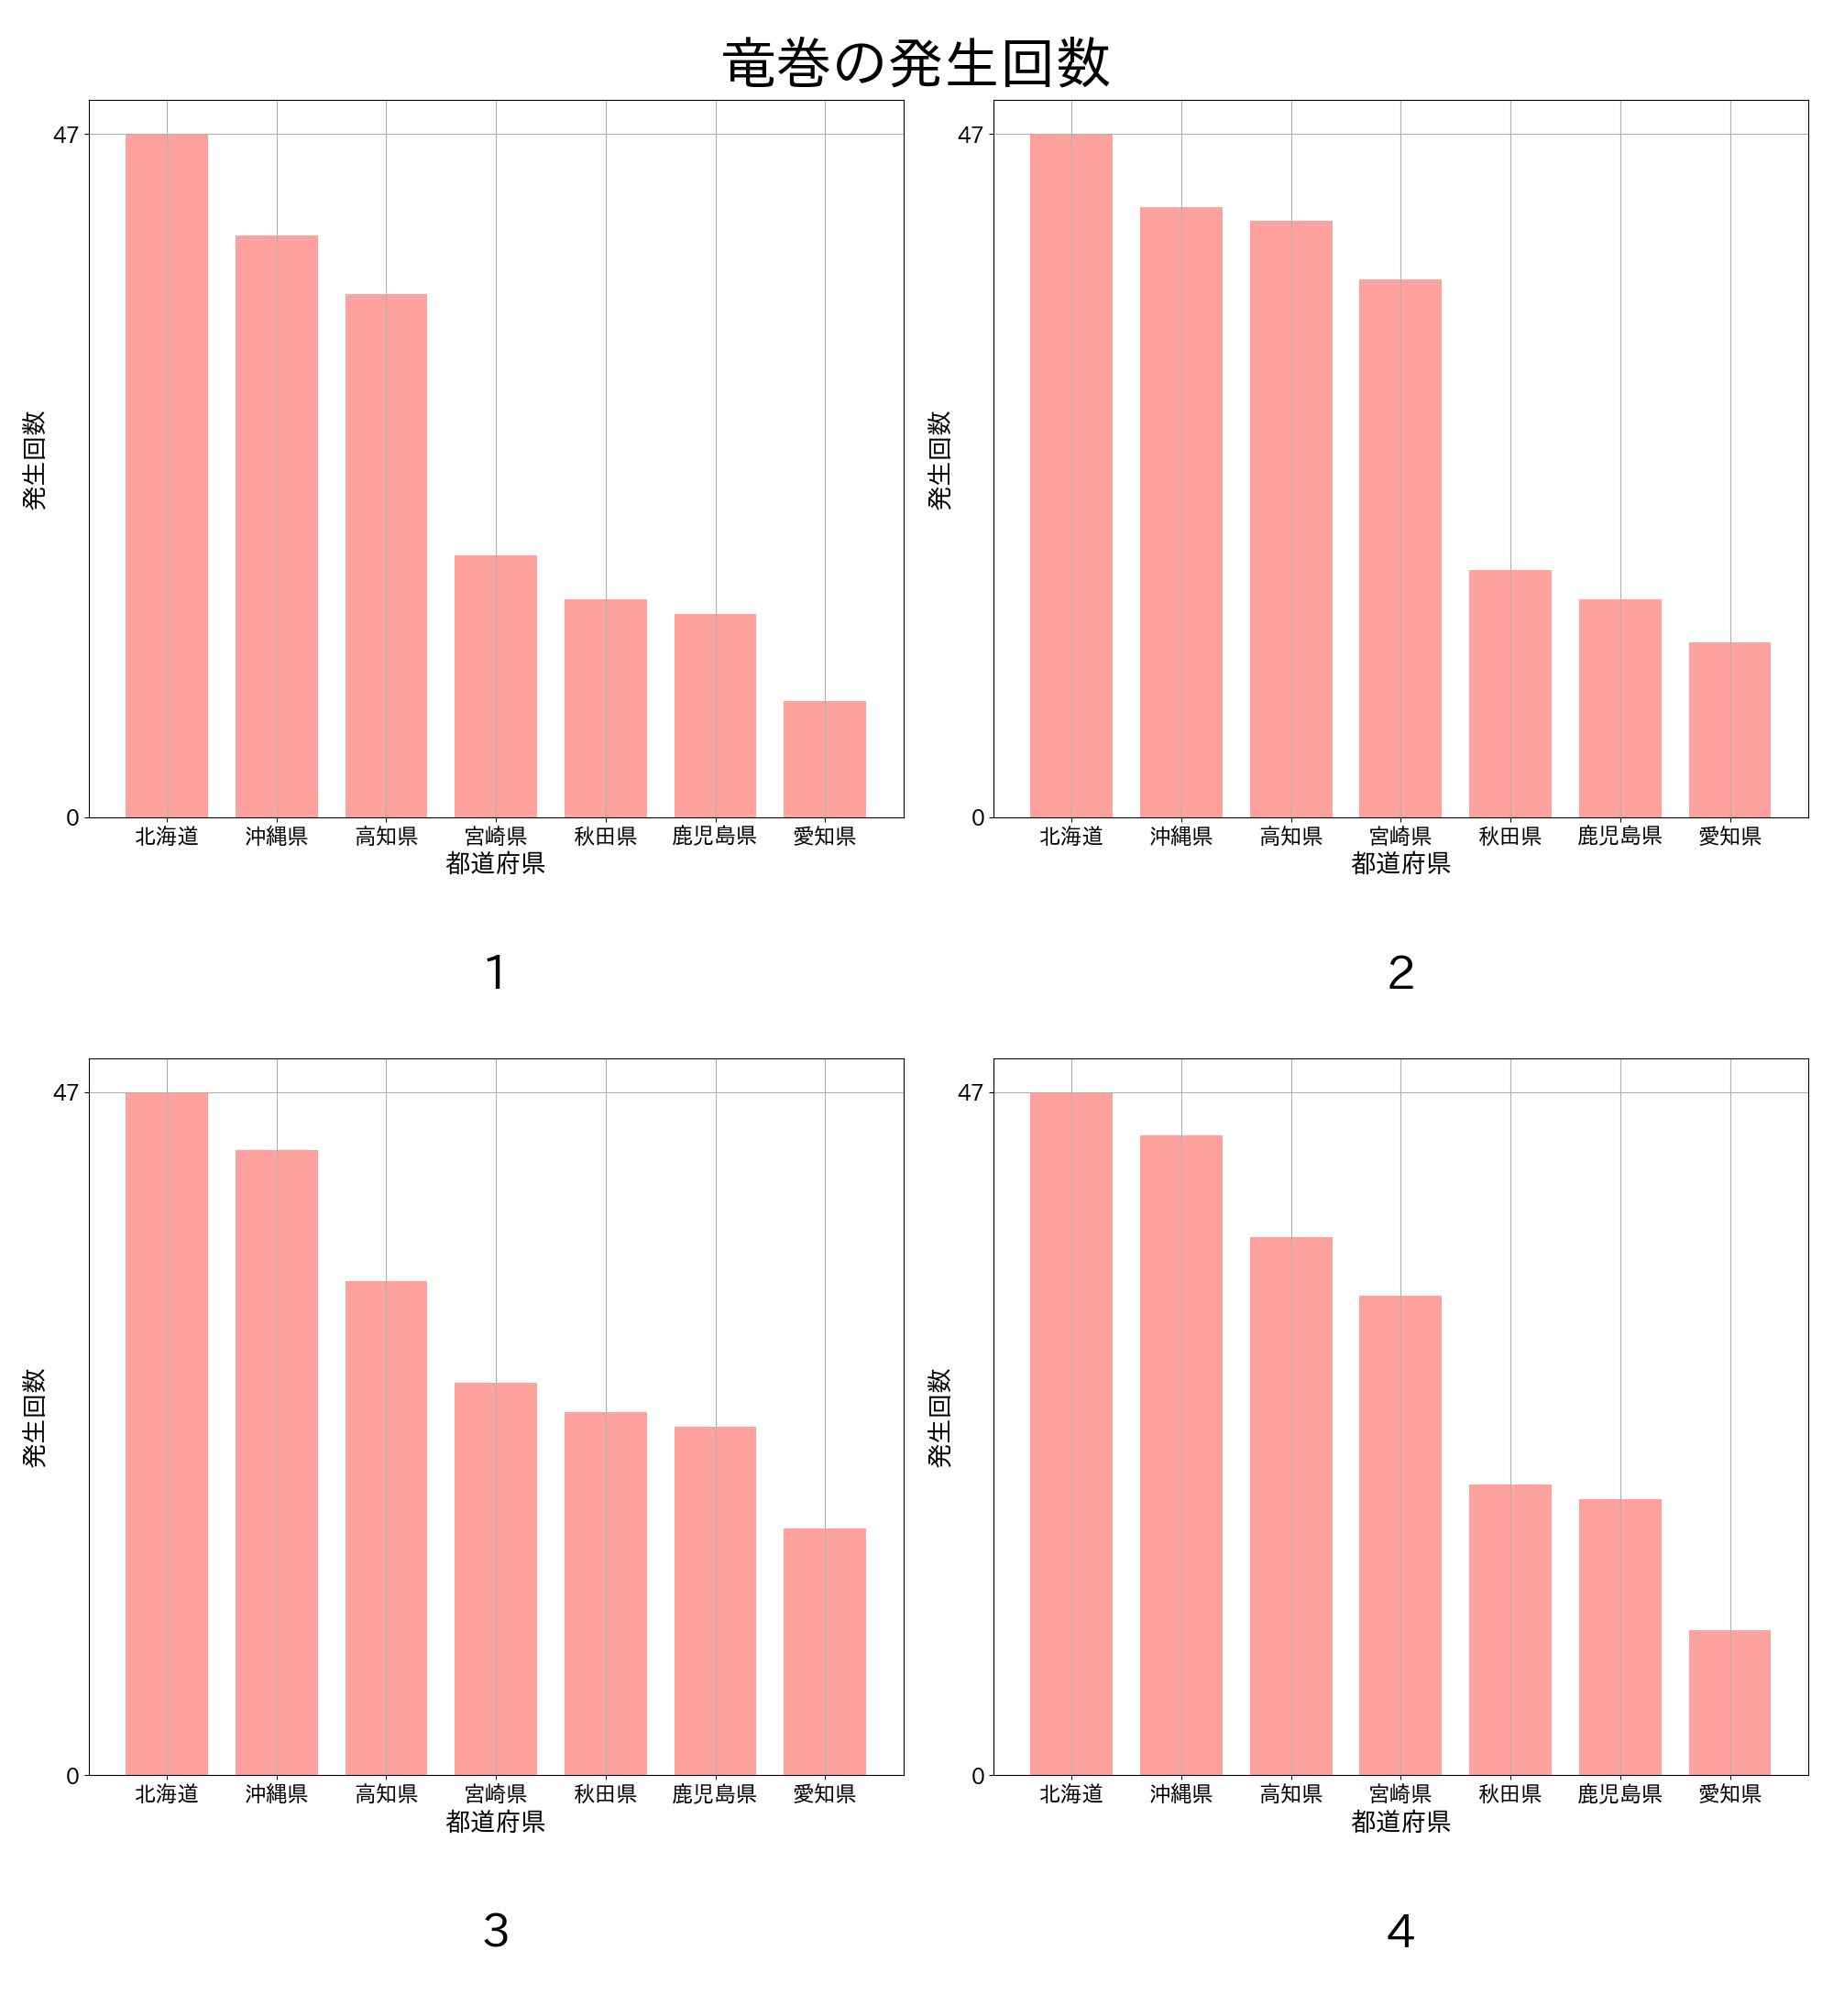 竜巻の発生回数
47
0
発生回数
北海道 沖縄県 高知県 宮崎県 秋田県 鹿児島県 愛知県
都道府県
1
47
0
発生回数
北海道 沖縄県 高知県 宮崎県 秋田県 鹿児島県 愛知県
都道府県
2
47
0
発生回数
北海道 沖縄県 高知県 宮崎県 秋田県 鹿児島県 愛知県
都道府県
3
47
0
発生回数
北海道 沖縄県 高知県 宮崎県 秋田県 鹿児島県 愛知県
都道府県
4